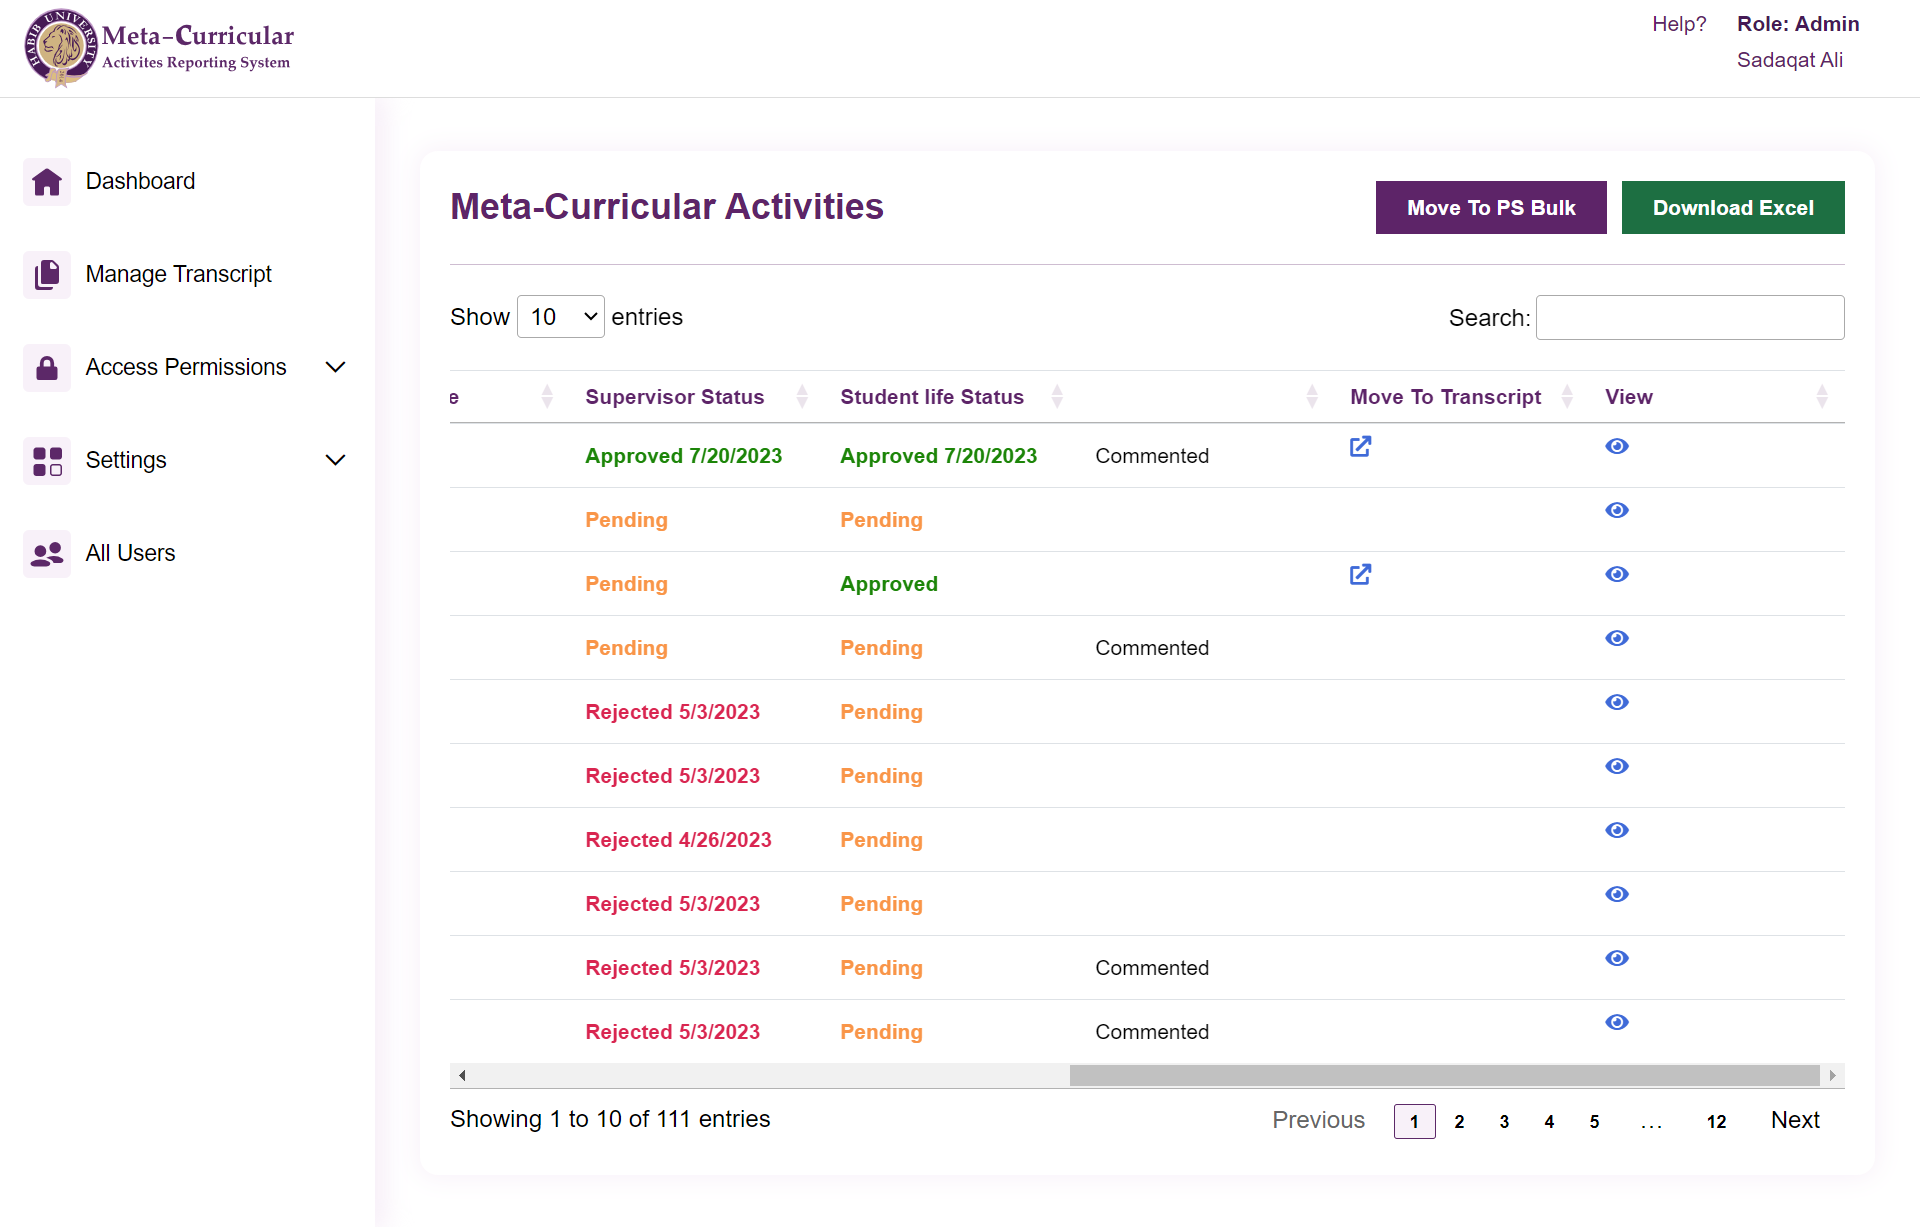 HABIB UNIVERSITY
Meta-Curricular
Activites Reporting System
Help?
Role: Admin
Sadaqat Ali
Dashboard
Manage Transcript
Access Permissions
Settings
All Users
Meta-Curricular Activities
Move To PS Bulk
Download Excel
Show 10 entries
Search:
e Supervisor Status Student life Status Move To Transcript View
Approved 7/20/2023 Approved 7/20/2023 Commented
Pending Pending
Pending Approved
Pending Pending Commented
Rejected 5/3/2023 Pending
Rejected 5/3/2023 Pending
Rejected 4/26/2023 Pending
Rejected 5/3/2023 Pending
Rejected 5/3/2023 Pending Commented
Rejected 5/3/2023 Pending Commented
Showing 1 to 10 of 111 entries
Previous 1 2 3 4 5 ... 12 Next